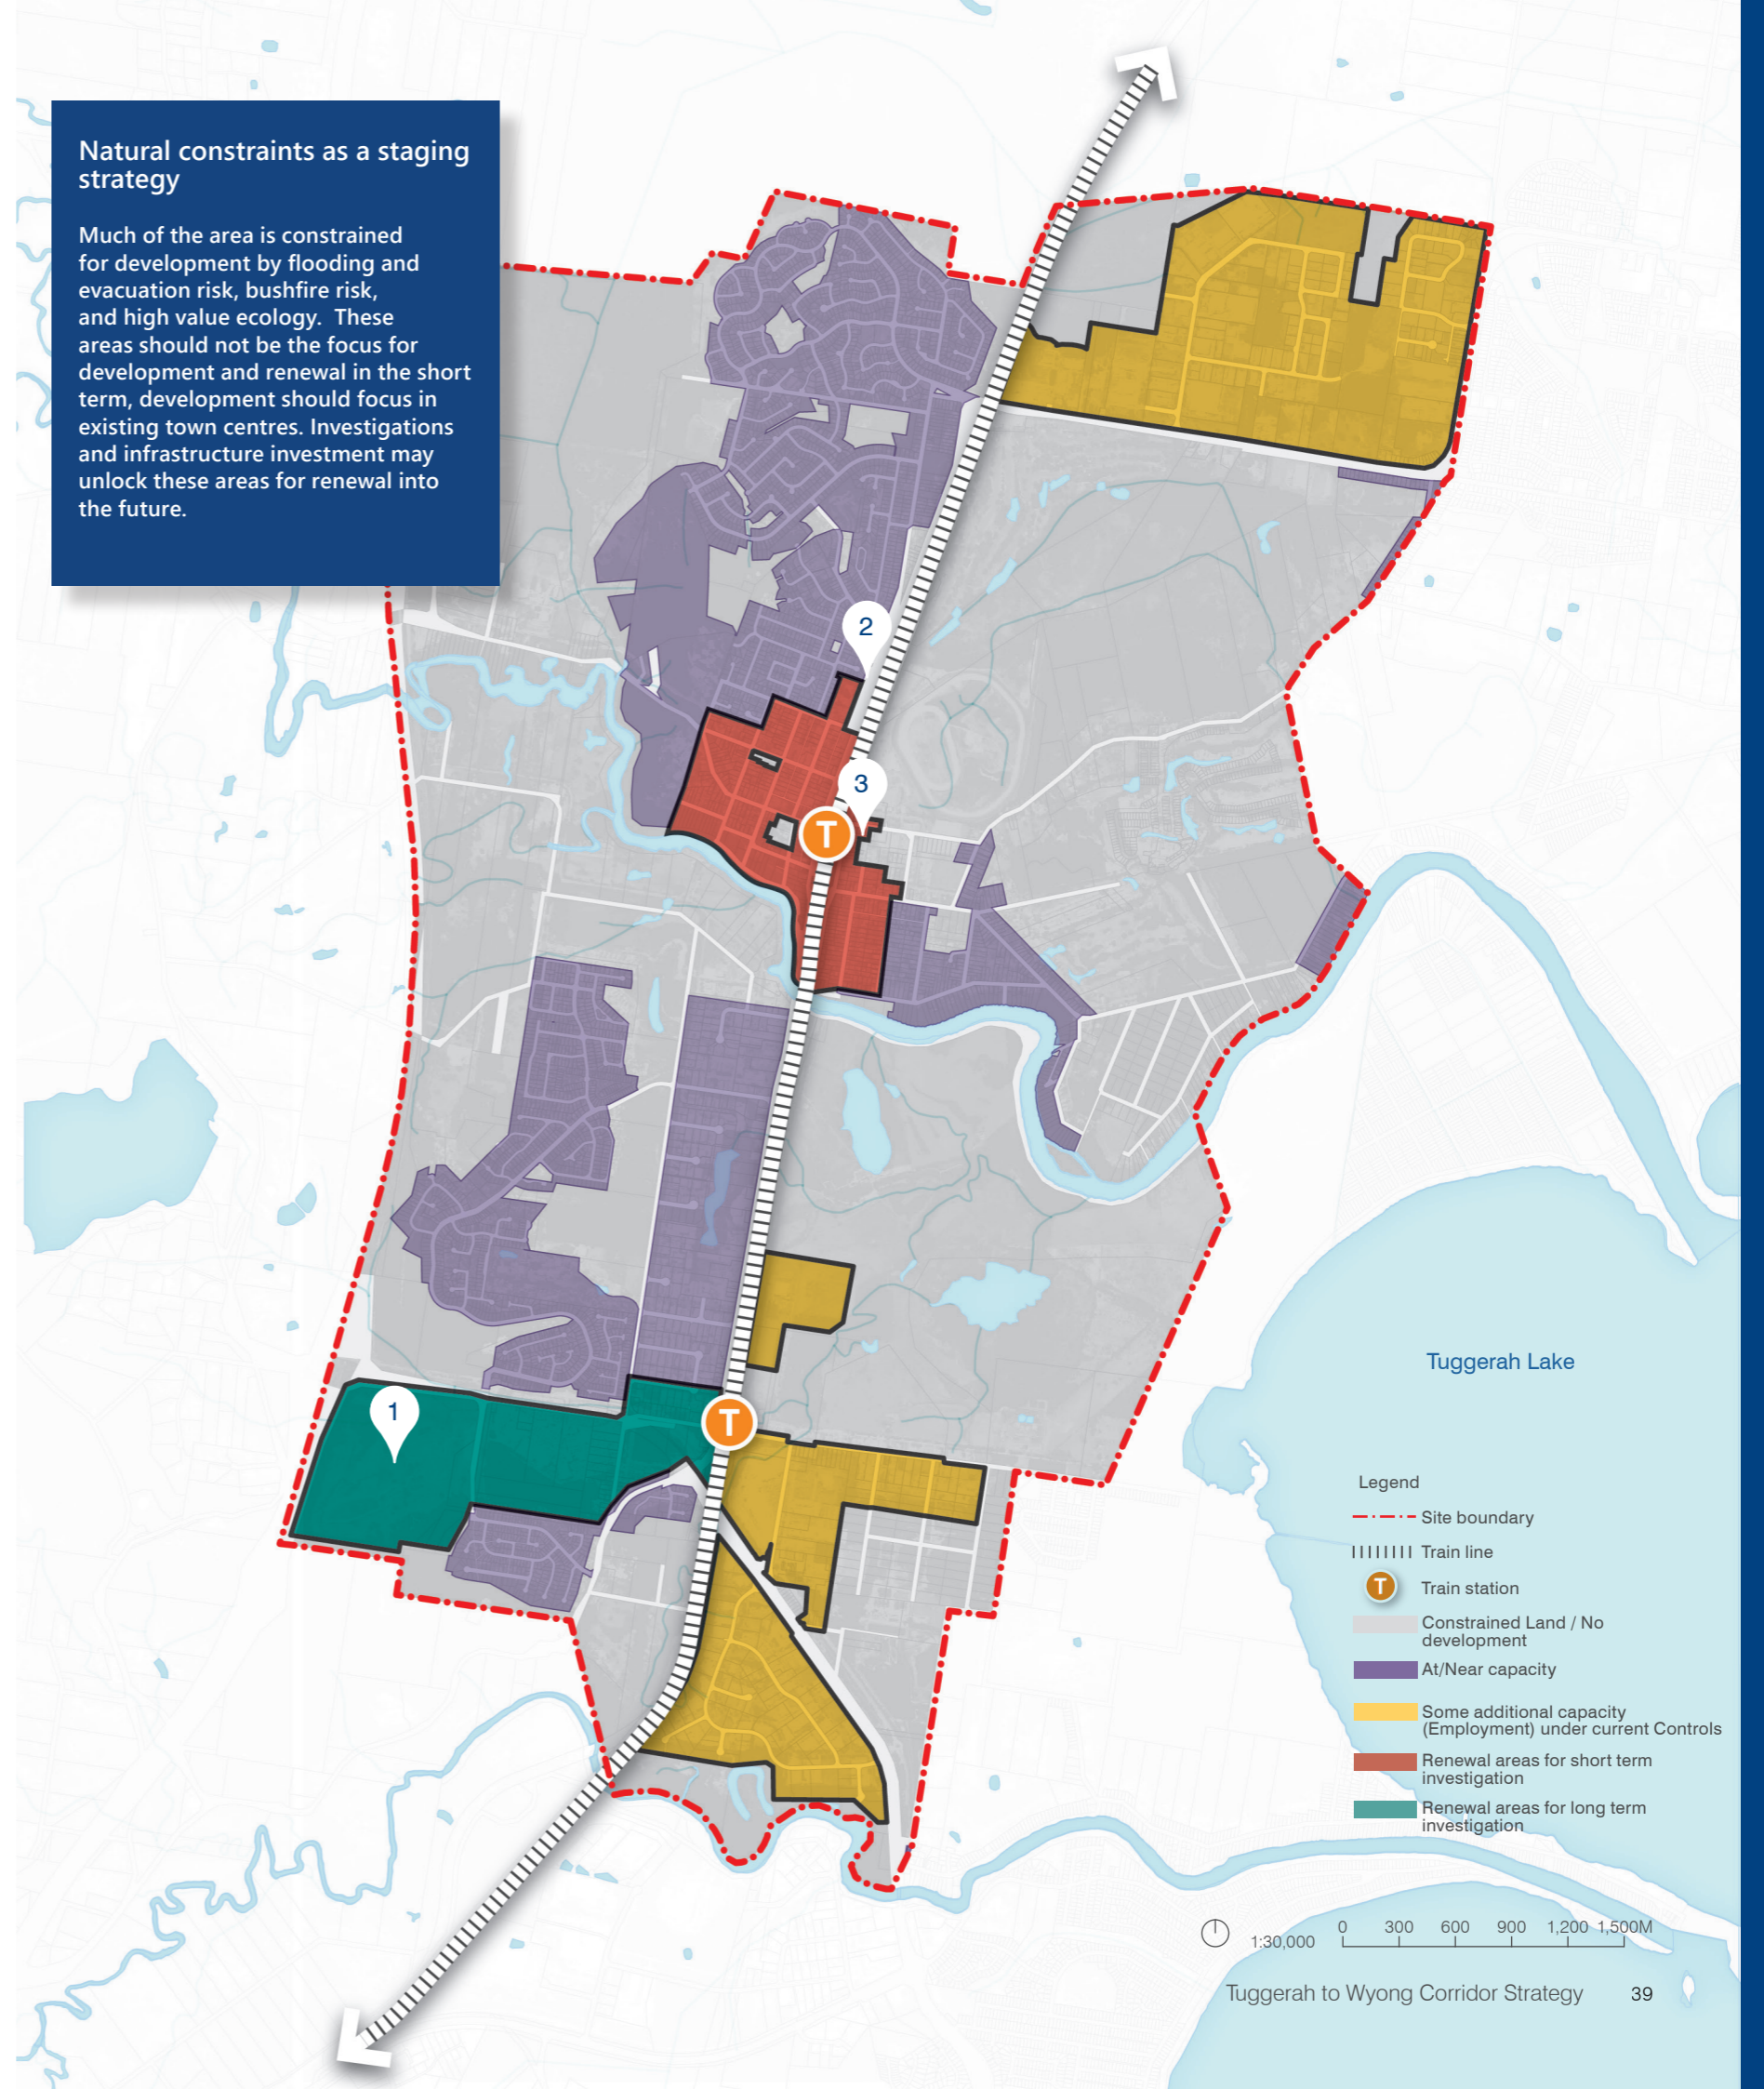 Natural constraints as a staging
strategy
Much of the area is constrained
for development by flooding and
evacuation risk, bushfire risk,
and high value ecology.  These
areas should not be the focus for
development and renewal in the short
term, development should focus in
existing town centres. Investigations
and infrastructure investment may
unlock these areas for renewal into
the future.
2
3
T
1
T
Tuggerah Lake
Legend
Site boundary
Train line
T Train station
Constrained Land / No
development
At/Near capacity
Some additional capacity
(Employment) under current Controls
Renewal areas for short term
investigation
Renewal areas for long term
investigation
1:30,000 0 300 600 900 1,200 1,500M
Tuggerah to Wyong Corridor Strategy 39